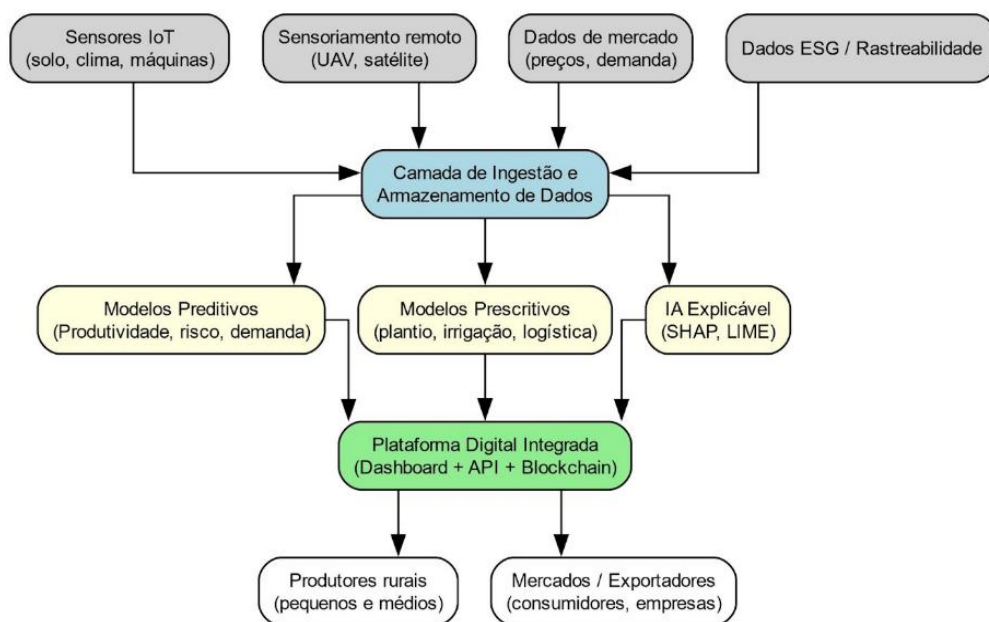 Sensores IoT
(solo, clima, máquinas)
Sensoriamento remoto
(UAV, satélite)
Dados de mercado
(preços, demanda)
Dados ESG / Rastreabilidade
Camada de Ingestão e
Armazenamento de Dados
Modelos Preditivos
(Produtividade, risco, demanda)
Modelos Prescritivos
(plantio, irrigação, logística)
IA Explicável
(SHAP, LIME)
Plataforma Digital Integrada
(Dashboard + API + Blockchain)
Produtores rurais
(pequenos e médios)
Mercados / Exportadores
(consumidores, empresas)